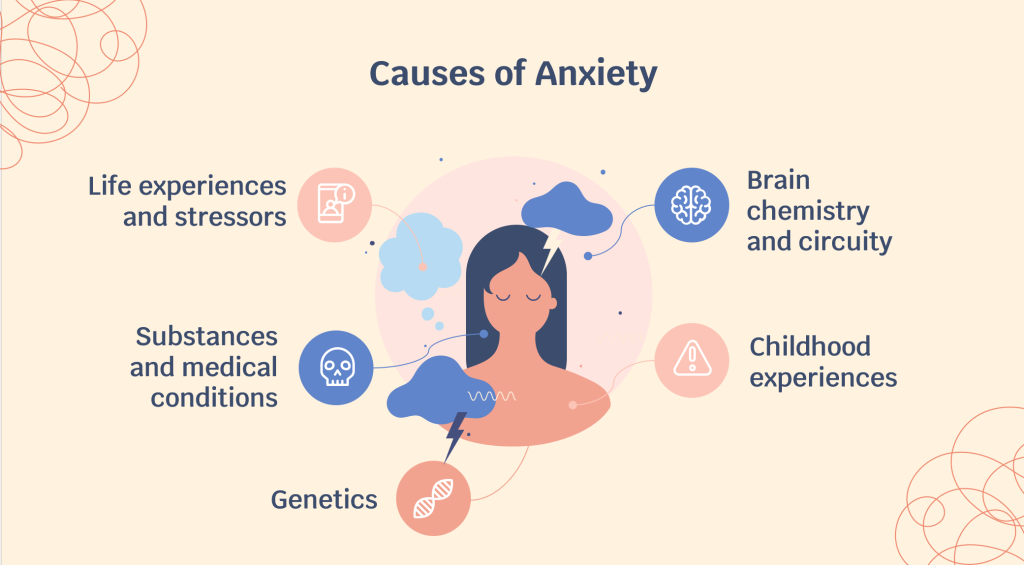 Causes of Anxiety
Life experiences
and stressors
Brain
chemistry
and circuity
Substances
and medical
conditions
Childhood
experiences
Genetics